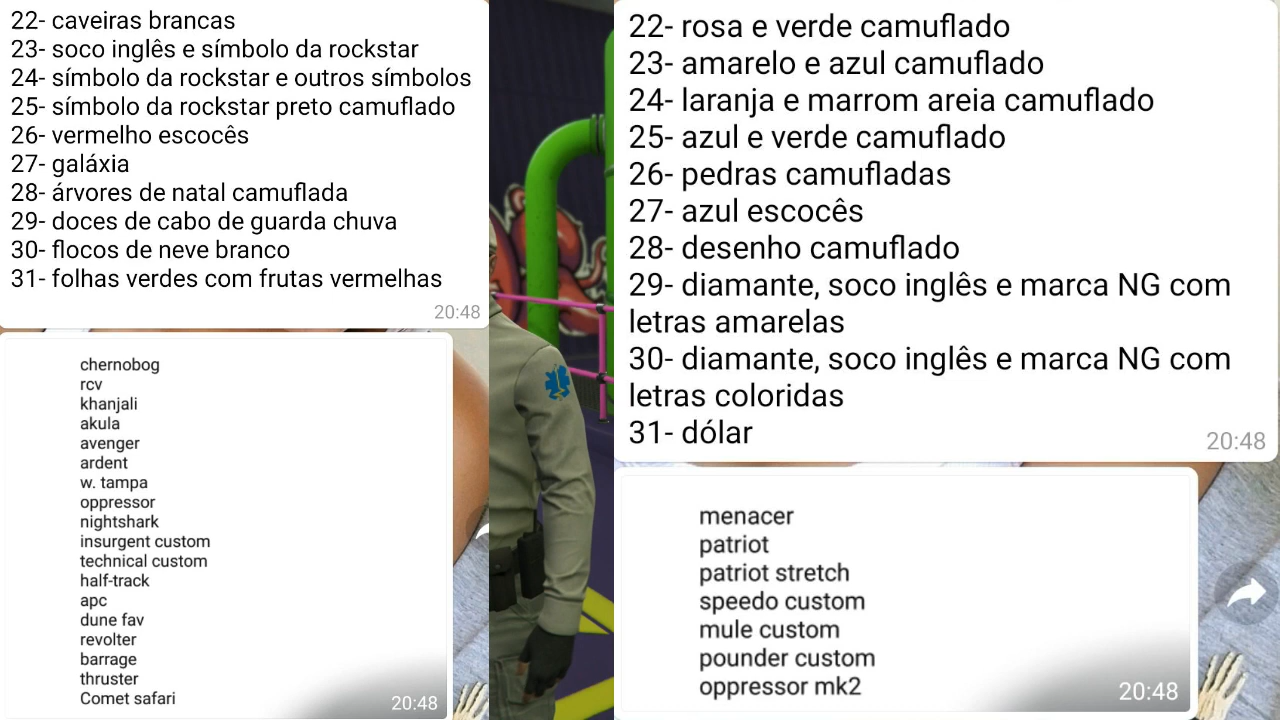 22- caveiras brancas
23- soco inglês e símbolo da rockstar
24- símbolo da rockstar e outros símbolos
25- símbolo da rockstar preto camuflado
26- vermelho escocês
27- galáxia
28- árvores de natal camuflada
29- doces de cabo de guarda chuva
30- flocos de neve branco
31- folhas verdes com frutas vermelhas
20:48
chernobog
rcv
khanjali
akula
avenger
ardent
w. tampa
oppressor
nightshark
insurgent custom
technical custom
half-track
apc
dune fav
revolter
barrage
thruster
Comet safari
20:48
22- rosa e verde camuflado
23- amarelo e azul camuflado
24- laranja e marrom areia camuflado
25- azul e verde camuflado
26- pedras camufladas
27- azul escocês
28- desenho camuflado
29- diamante, soco inglês e marca NG com
letras amarelas
30- diamante, soco inglês e marca NG com
letras coloridas
31- dólar
20:48
menacer
patriot
patriot stretch
speedo custom
mule custom
pounder custom
oppressor mk2
20:48